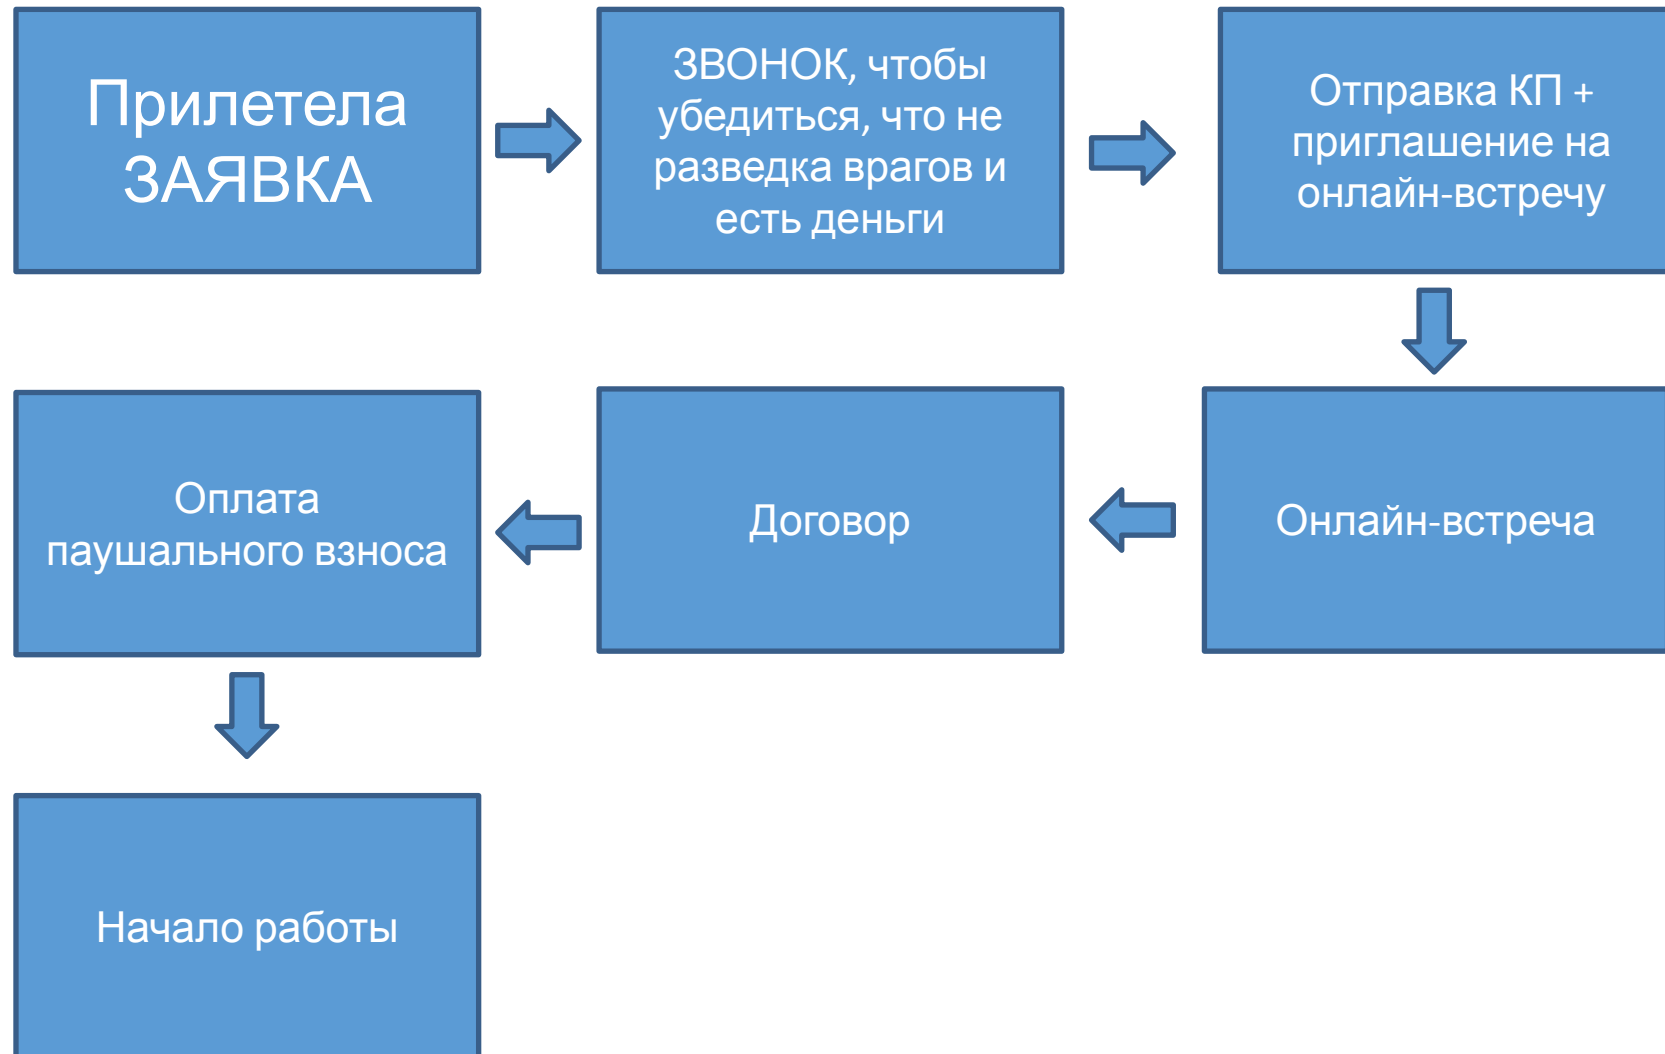 Прилетела
ЗАЯВКА
ЗВОНОК, чтобы
убедиться, что не
разведка врагов и
есть деньги
Отправка КП +
приглашение на
онлайн-встречу
Онлайн-встреча
Договор
Оплата
паушального взноса
Начало работы